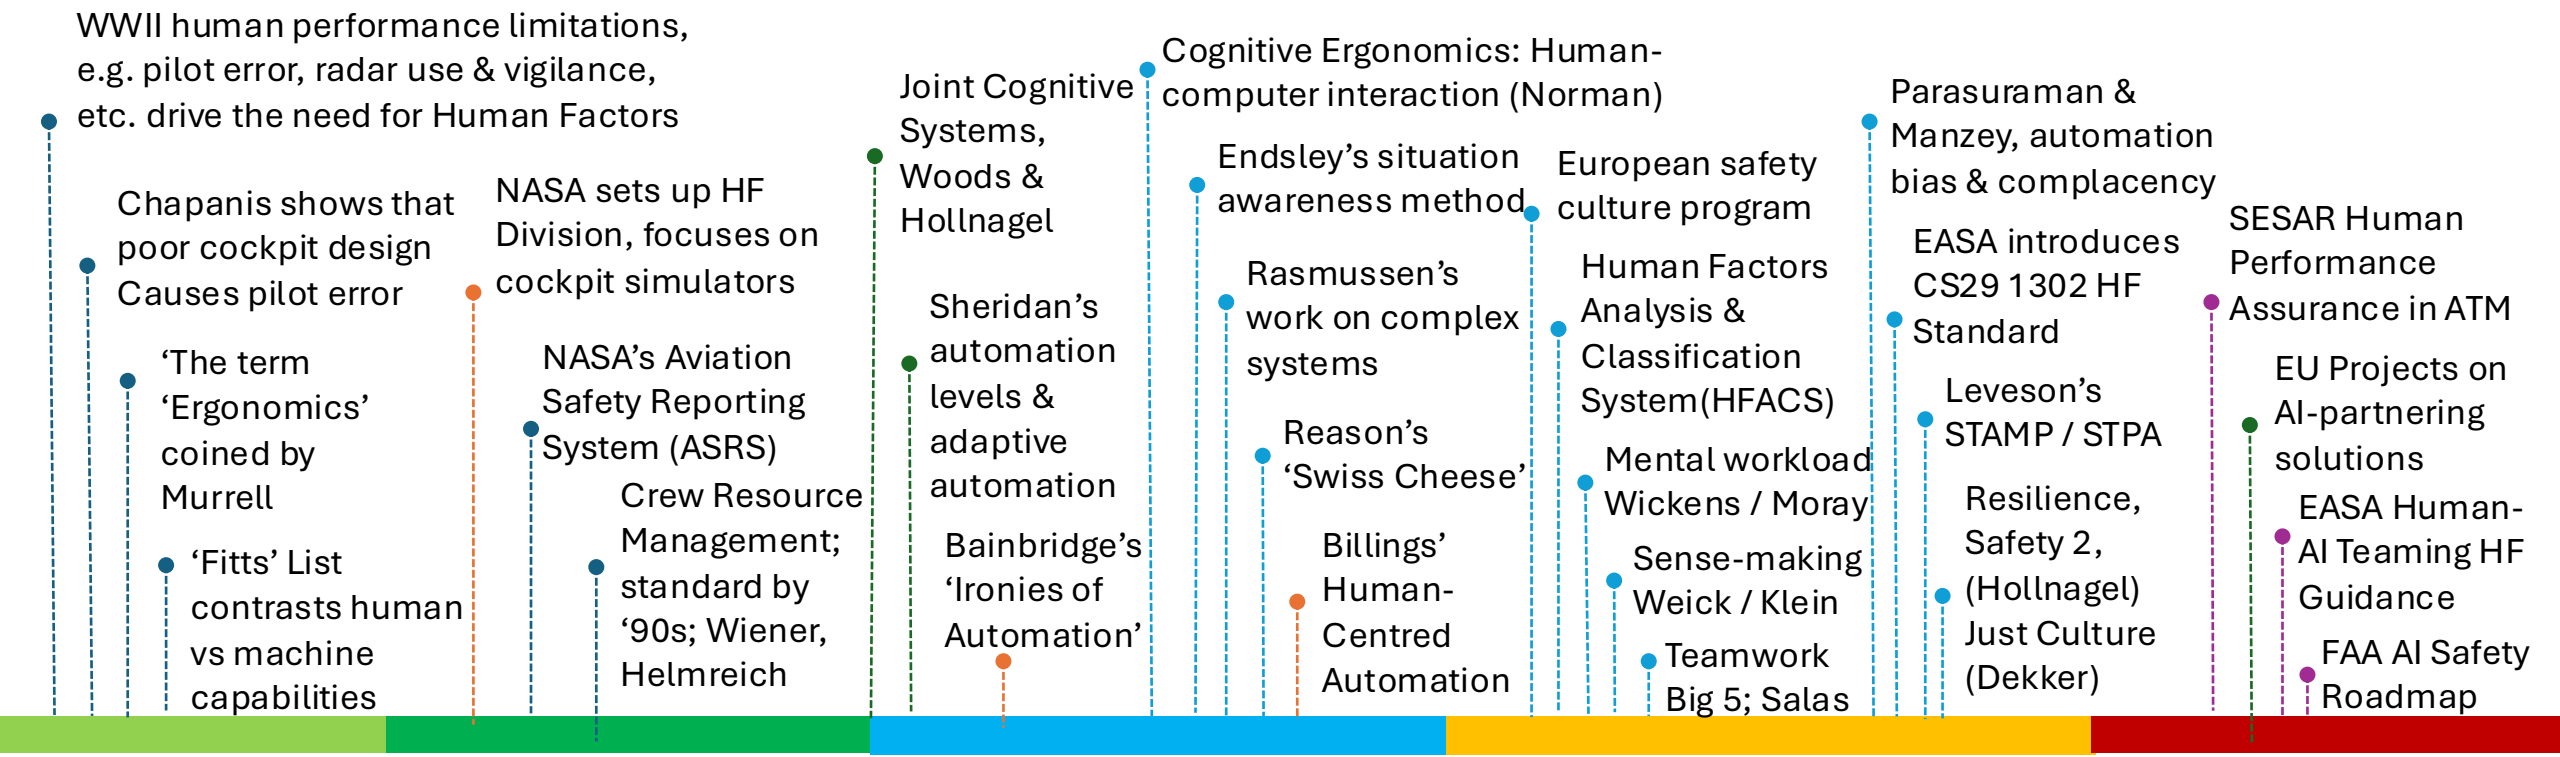 WWII human performance limitations,
e.g. pilot error, radar use & vigilance,
etc. drive the need for Human Factors
Chapanis shows that
poor cockpit design
Causes pilot error
‘The term
‘Ergonomics’
coined by
Murrell
‘Fitts’ List
contrasts human
vs machine
capabilities
NASA sets up HF
Division, focuses on
cockpit simulators
NASA’s Aviation
Safety Reporting
System (ASRS)
Crew Resource
Management;
standard by
‘90s; Wiener,
Helmreich
Joint Cognitive
Systems,
Woods &
Hollnagel
Sheridan’s
automation
levels &
adaptive
automation
Bainbridge’s
‘Ironies of
Automation’
Cognitive Ergonomics: Human-
computer interaction (Norman)
Endsley’s situation
awareness method
Rasmussen’s
work on complex
systems
Reason’s
‘Swiss Cheese’
Billings’
Human-
Centred
Automation
European safety
culture program
Human Factors
Analysis &
Classification
System(HFACS)
Mental workload
Wickens / Moray
Sense-making
Weick / Klein
Teamwork
Big 5; Salas
Parasuraman &
Manzey, automation
bias & complacency
EASA introduces
CS29 1302 HF
Standard
Leveson’s
STAMP / STPA
Resilience,
Safety 2,
(Hollnagel)
Just Culture
(Dekker)
SESAR Human
Performance
Assurance in ATM
EU Projects on
AI-partnering
solutions
EASA Human-
AI Teaming HF
Guidance
FAA AI Safety
Roadmap